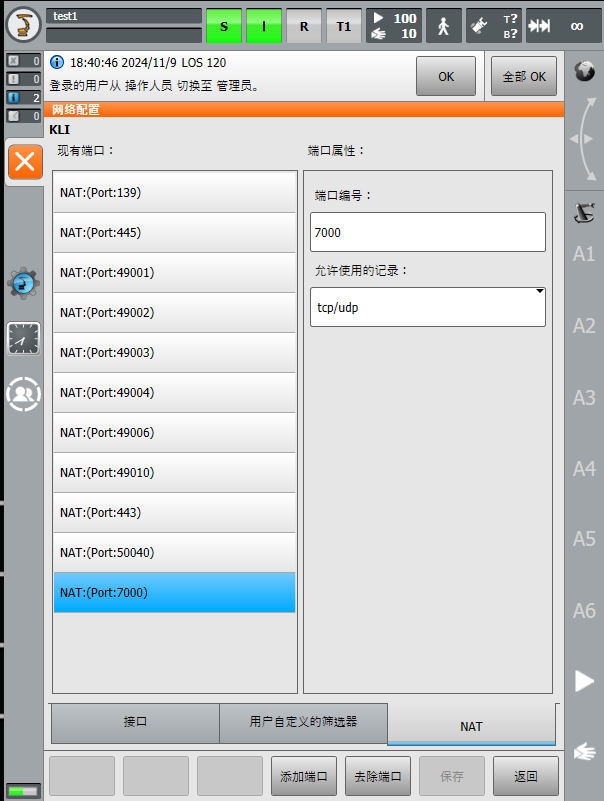 test1
S
I
R
T1
100
10
T?
B?
∞
0
0
2
0
18:40:46 2024/11/9 LOS 120
登录的用户从 操作人员 切换至 管理员。
OK
全部 OK
网络配置
KLI
现有端口：
端口属性：
NAT:(Port:139)
NAT:(Port:445)
NAT:(Port:49001)
NAT:(Port:49002)
NAT:(Port:49003)
NAT:(Port:49004)
NAT:(Port:49006)
NAT:(Port:49010)
NAT:(Port:443)
NAT:(Port:50040)
NAT:(Port:7000)
端口编号：
7000
允许使用的记录：
tcp/udp
A1
A2
A3
A4
A5
A6
接口
用户自定义的筛选器
NAT
添加端口
去除端口
保存
返回